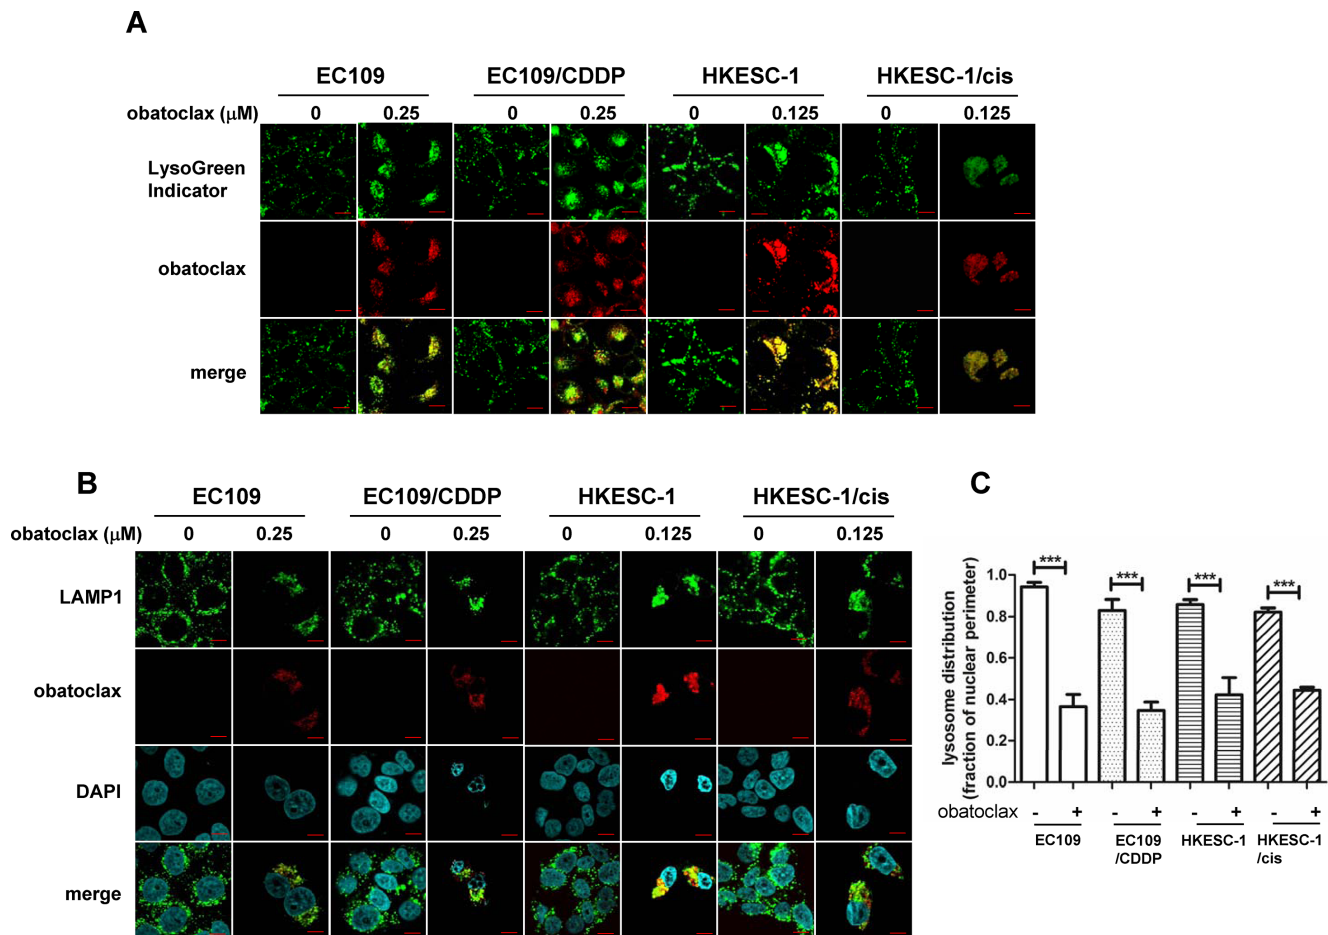 A
EC109 EC109/CDDP HKESC-1 HKESC-1/cis
obatoclax (μM) 0 0.25 0 0.25 0 0.125 0 0.125
LysoGreen
Indicator
obatoclax
merge
B
EC109 EC109/CDDP HKESC-1 HKESC-1/cis
obatoclax (μM) 0 0.25 0 0.25 0 0.125 0 0.125
LAMP1
obatoclax
DAPI
merge
C
lysosome distribution
(fraction of nuclear perimeter)
*** *** *** ***
1.0
0.8
0.6
0.4
0.2
0.0
obatoclax - + - + - + - +
EC109 EC109 HKESC-1 HKESC-1
/CDDP /cis